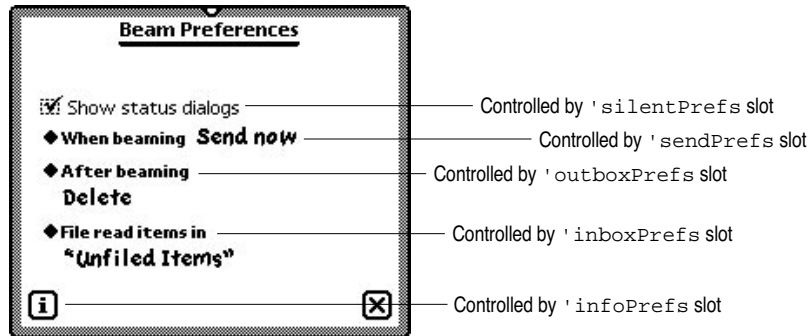 Beam Preferences
Show status dialogs
Controlled by 'silentPrefs slot
When beaming Send now
Controlled by 'sendPrefs slot
After beaming
Controlled by 'outboxPrefs slot
Delete
File read items in
Controlled by 'inboxPrefs slot
“Unfiled Items”
i
Controlled by 'infoPrefs slot